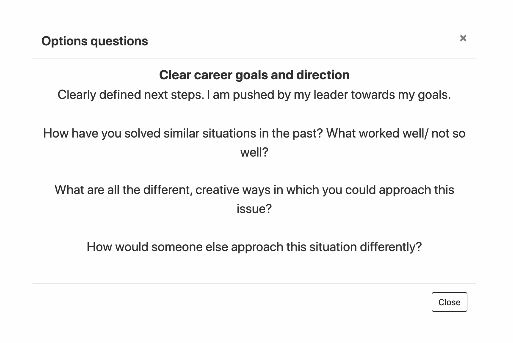 Options questions
×
Clear career goals and direction
Clearly defined next steps. I am pushed by my leader towards my goals.
How have you solved similar situations in the past? What worked well/ not so
well?
What are all the different, creative ways in which you could approach this
issue?
How would someone else approach this situation differently?
Close